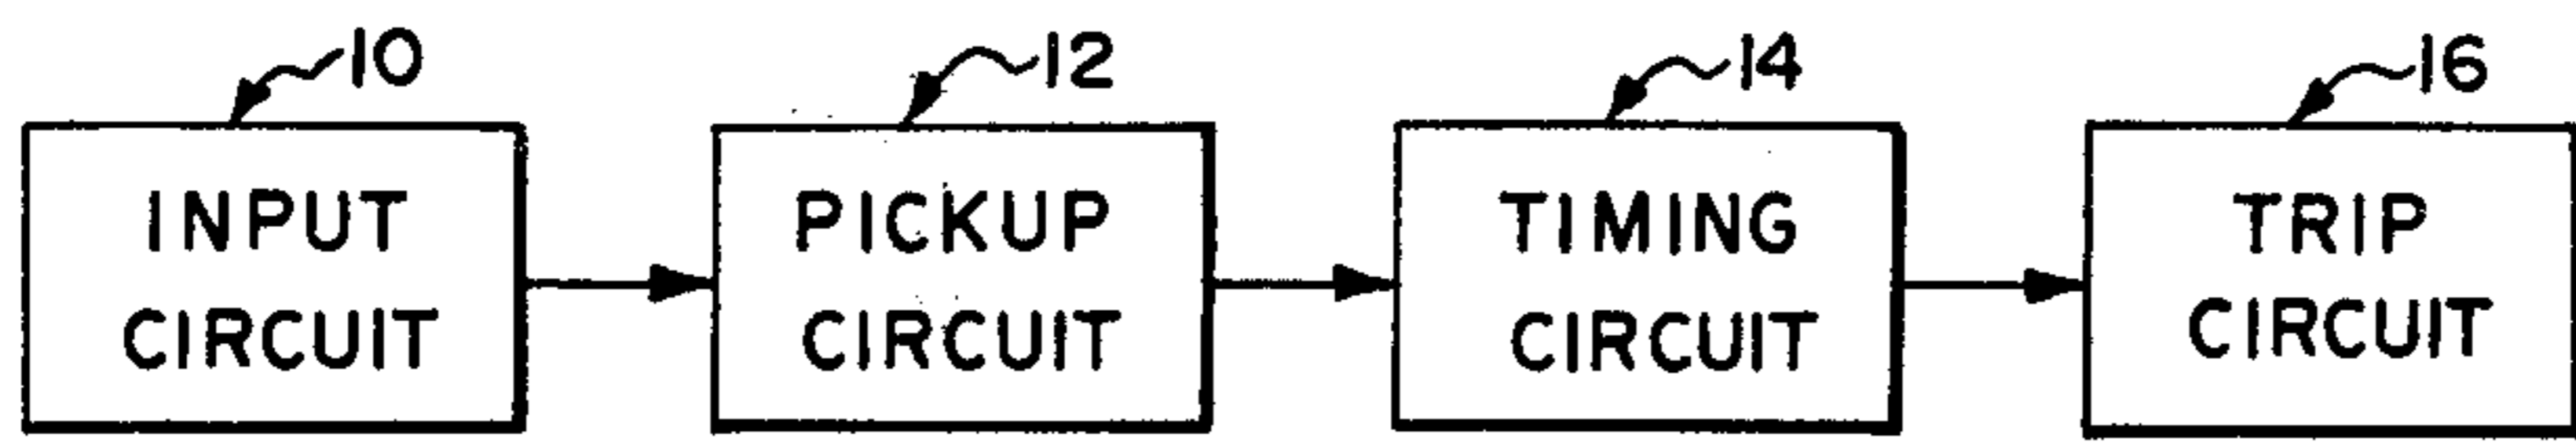 10
12
14
16
INPUT
CIRCUIT
PICKUP
CIRCUIT
TIMING
CIRCUIT
TRIP
CIRCUIT